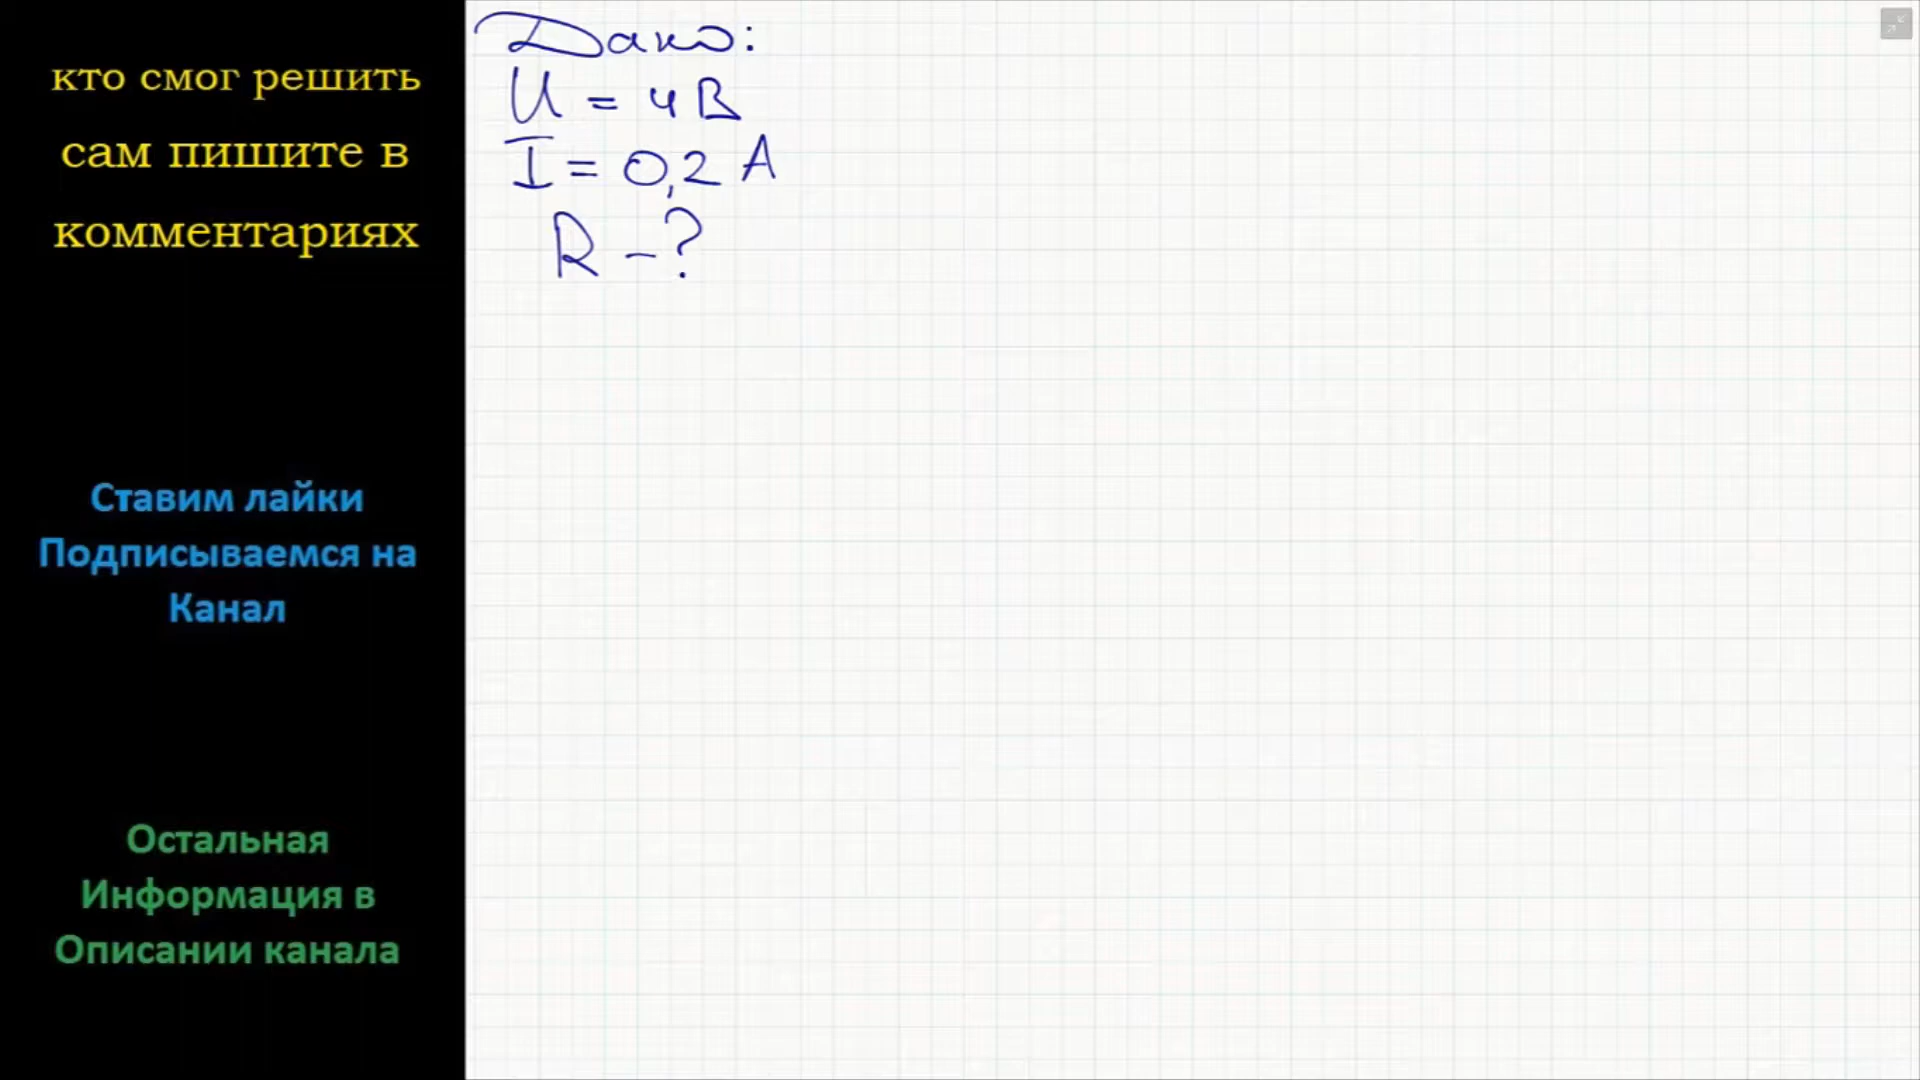 кто смог решить
сам пишите в
комментариях
Ставим лайки
Подписываемся на
Канал
Остальная
Информация в
Описании канала
Дано:
U = 4 В
I = 0,2 А
R - ?